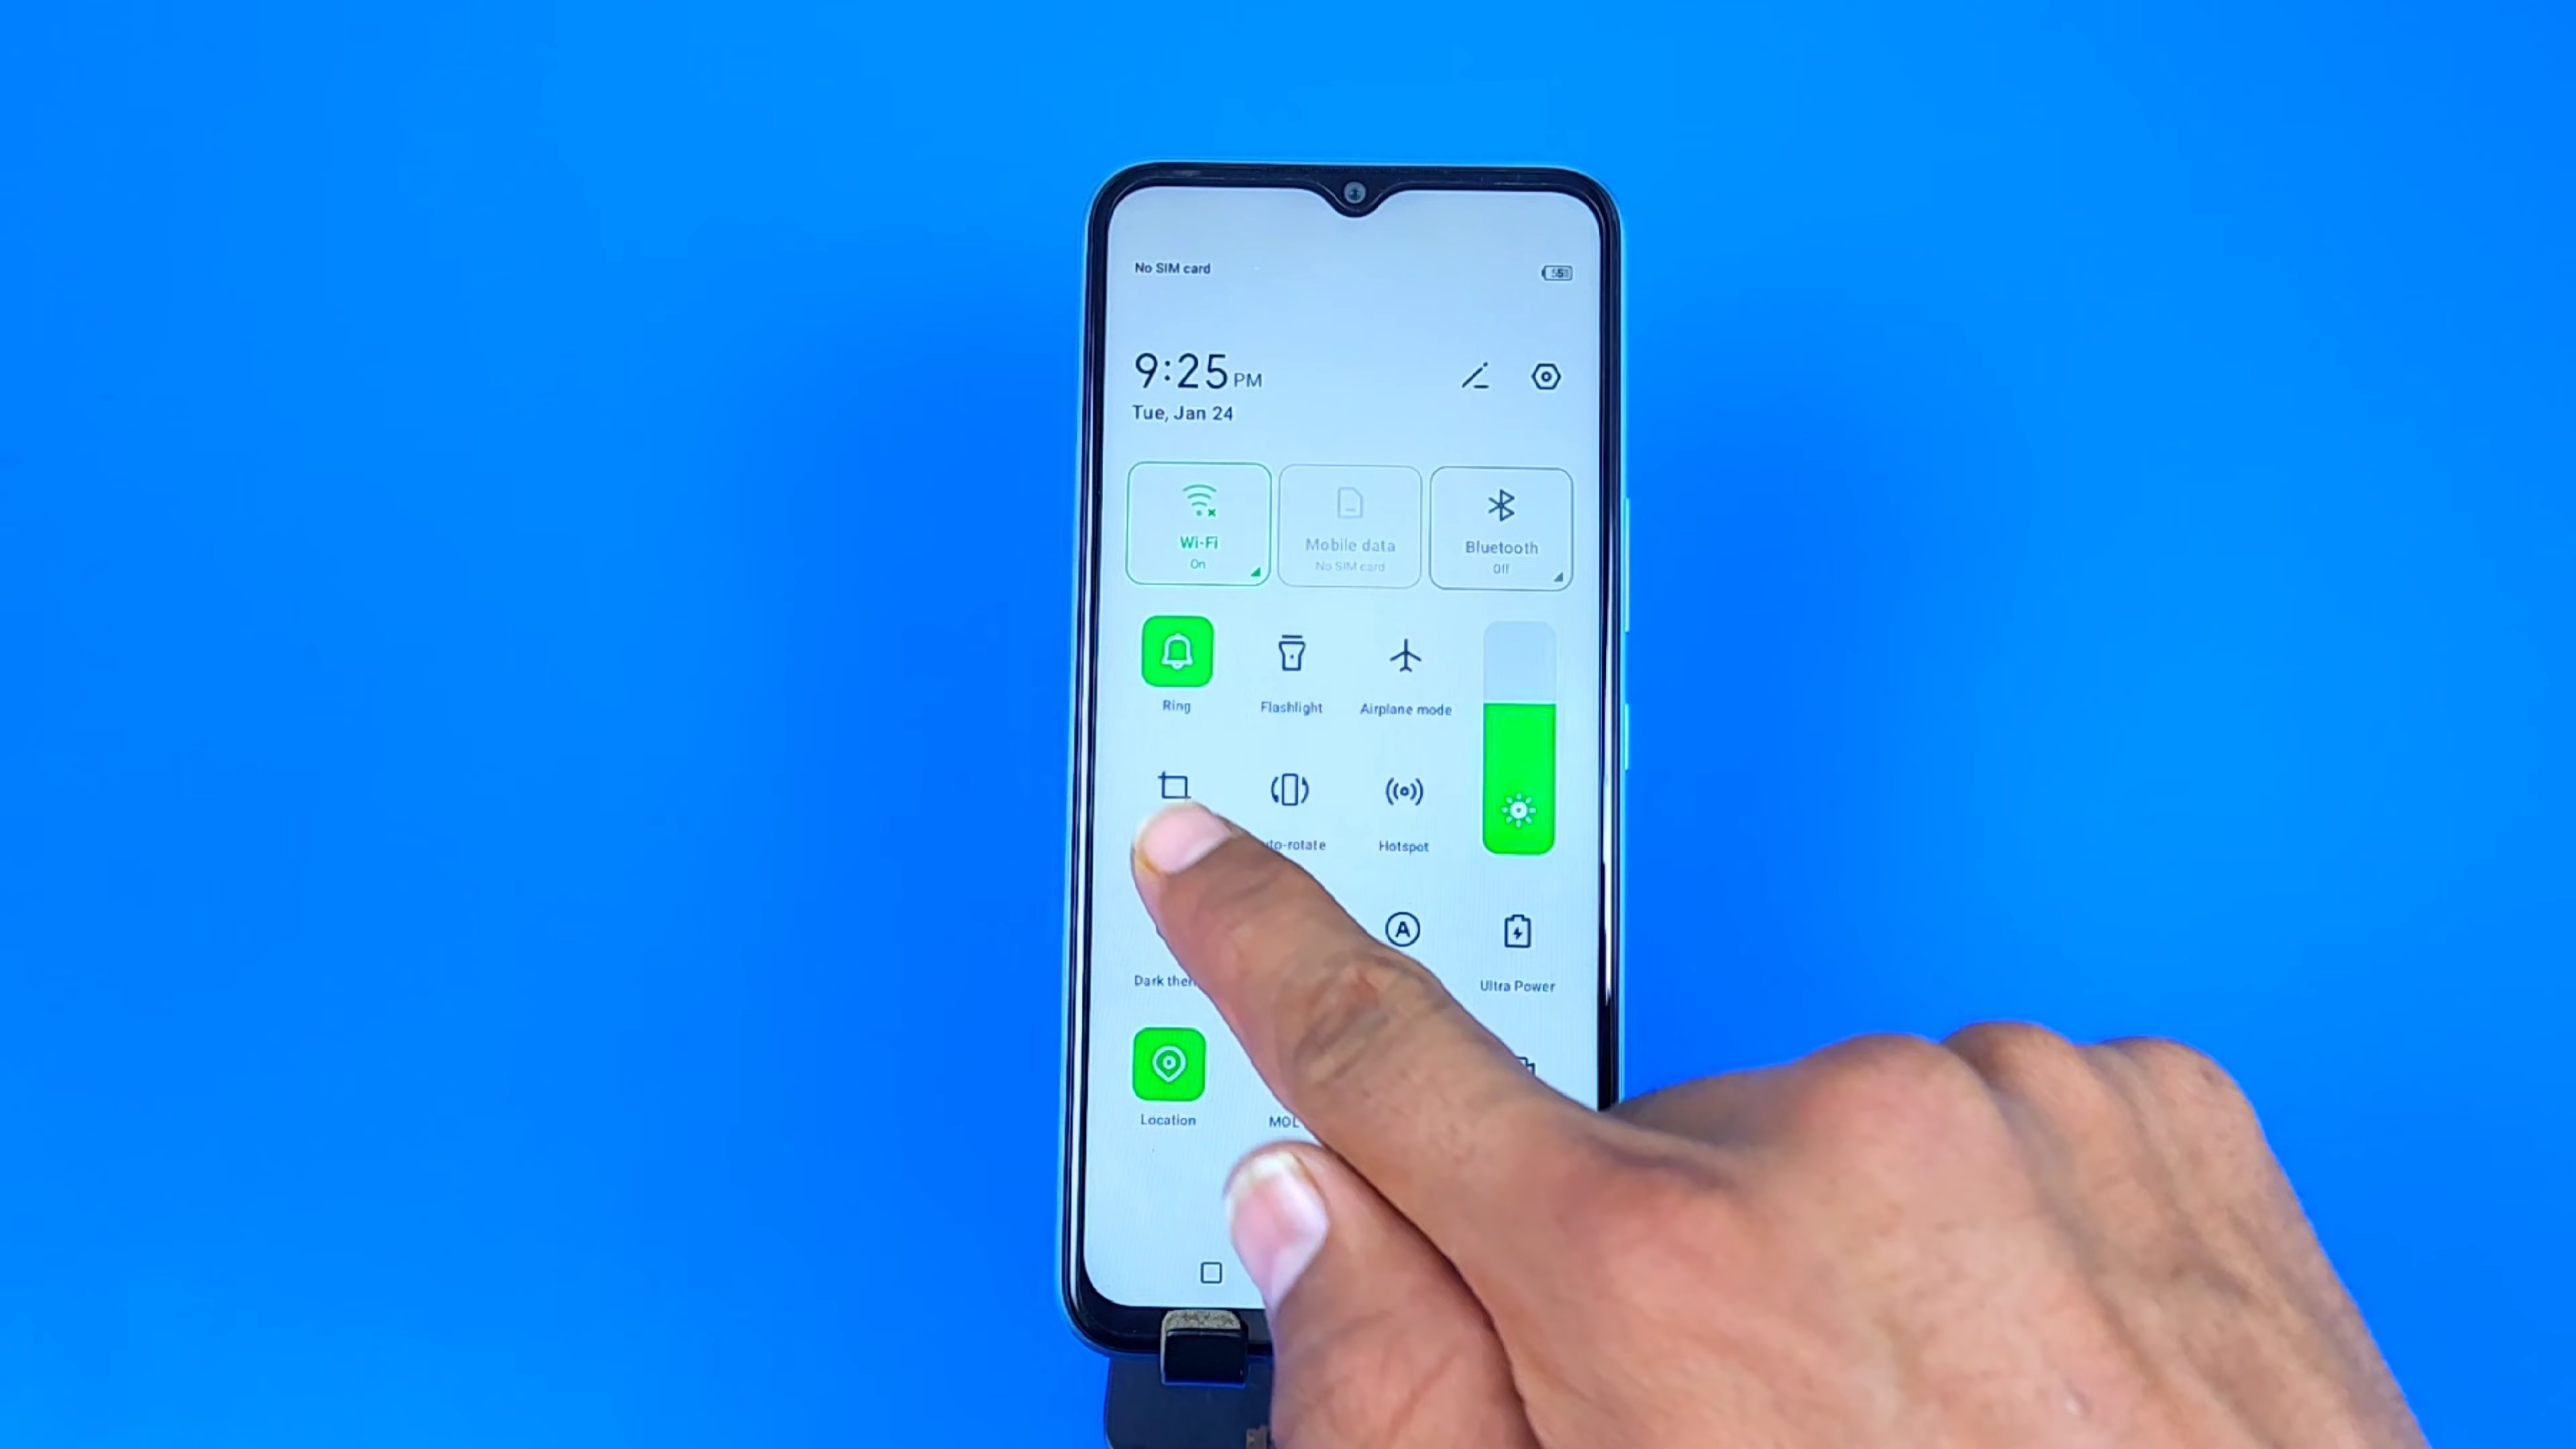 No SIM card
9:25 PM
Tue, Jan 24
Wi-Fi
On
Mobile data
No SIM card
Bluetooth
Off
Ring
Flashlight
Airplane mode
Hotspot
A
Dark
Ultra Power
Location